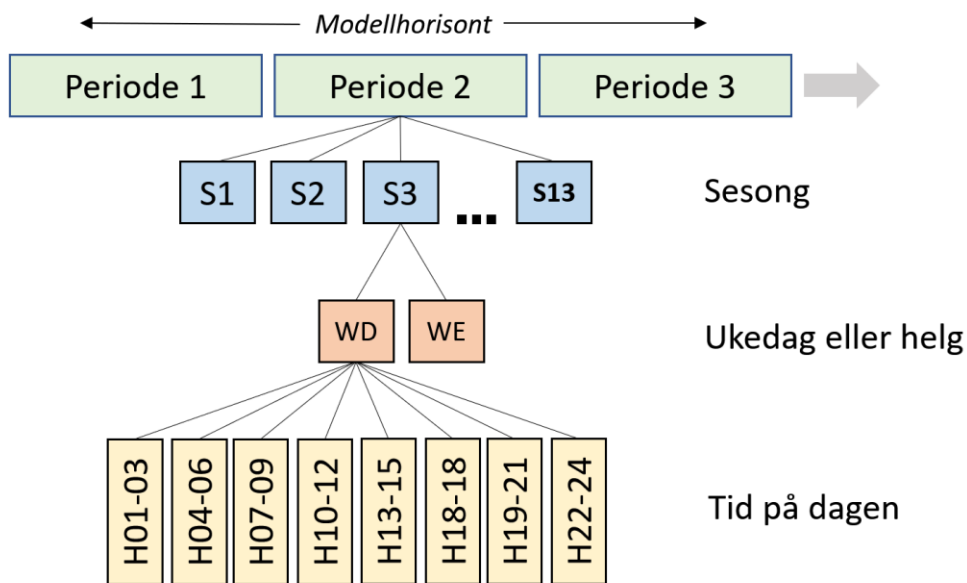 Modellhorisont
Periode 1
Periode 2
Periode 3
S1
S2
S3
...
S13
Sesong
WD
WE
Ukedag eller helg
H01-03
H04-06
H07-09
H10-12
H13-15
H18-18
H19-21
H22-24
Tid på dagen